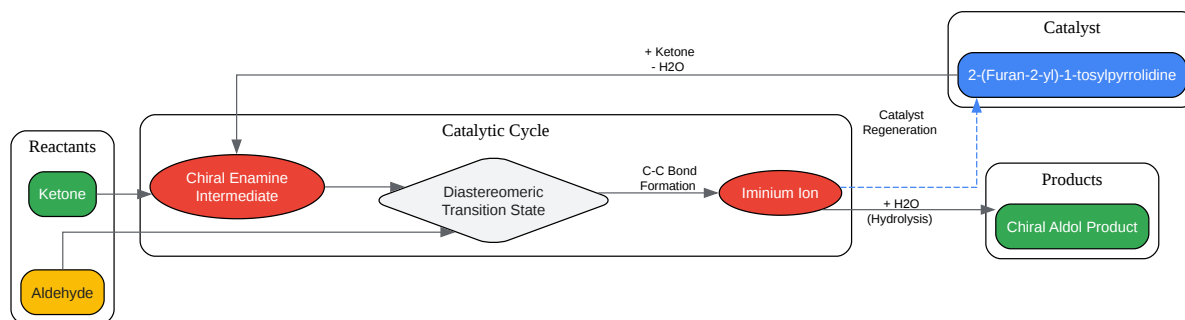 Catalyst
2-(Furan-2-yl)-1-tosylpyrrolidine
+ Ketone
- H2O
Catalyst
Regeneration
Reactants
Ketone
Aldehyde
Catalytic Cycle
Chiral Enamine
Intermediate
Diastereomeric
Transition State
C-C Bond
Formation
Iminium Ion
+ H2O
(Hydrolysis)
Products
Chiral Aldol Product